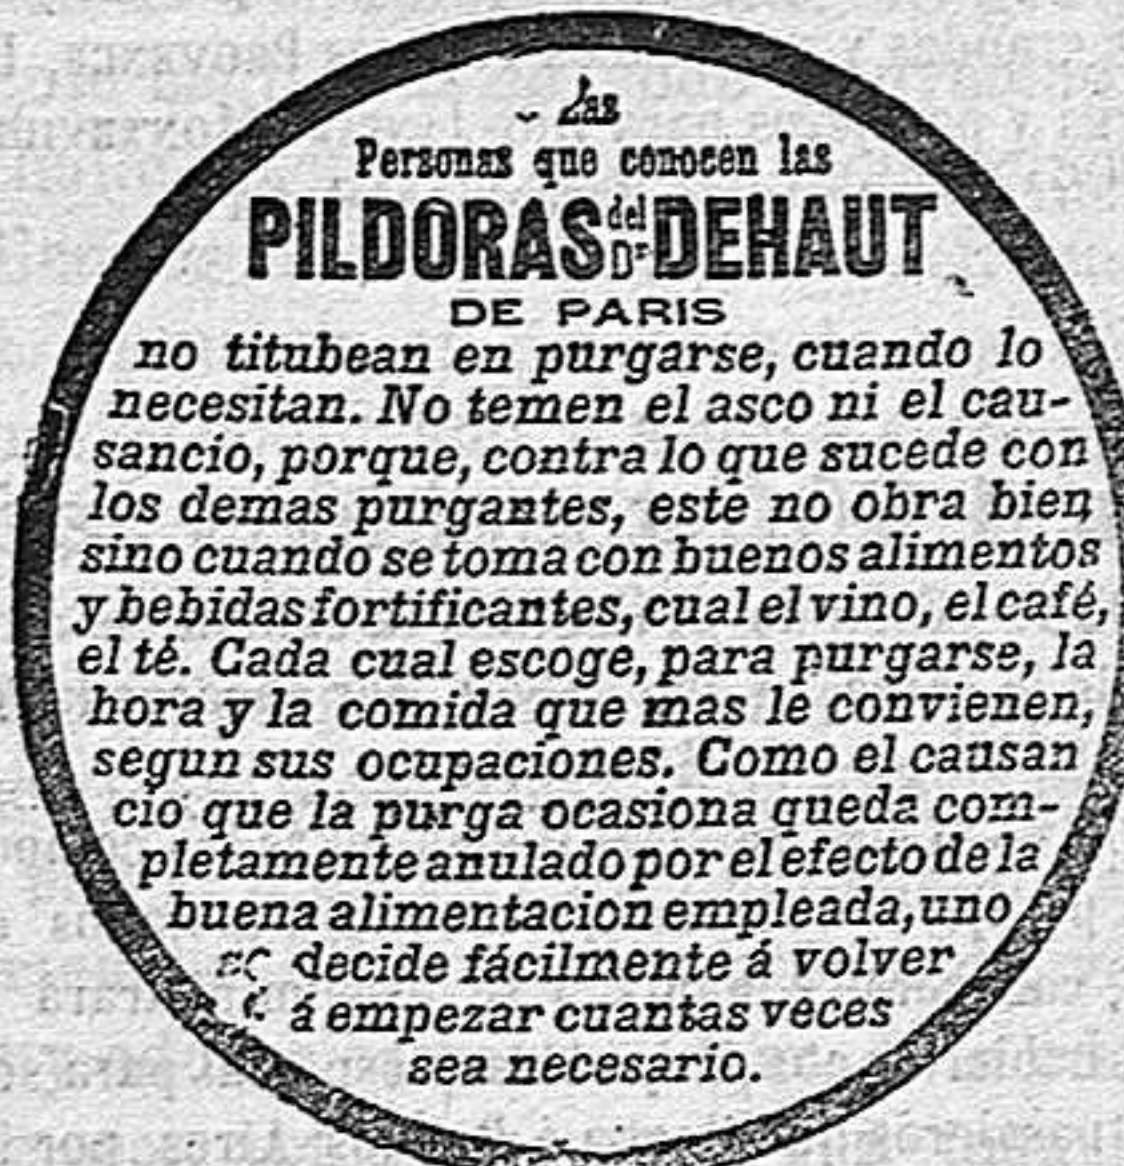 Las
Personas que conocen las
PILDORAS del Dr DEHAUT
DE PARIS
no titubean en purgarse, cuando lo
necesitan. No temen el asco ni el cau-
sancio, porque, contra lo que sucede con
los demas purgantes, este no obra bien
sino cuando se toma con buenos alimentos
y bebidas fortificantes, cual el vino, el café,
el té. Cada cual escoge, para purgarse, la
hora y la comida que mas le convienen,
segun sus ocupaciones. Como el causan
cio que la purga ocasiona queda com-
pletamente anulado por el efecto de la
buena alimentacion empleada, uno
se decide fácilmente á volver
á empezar cuantas veces
sea necesario.